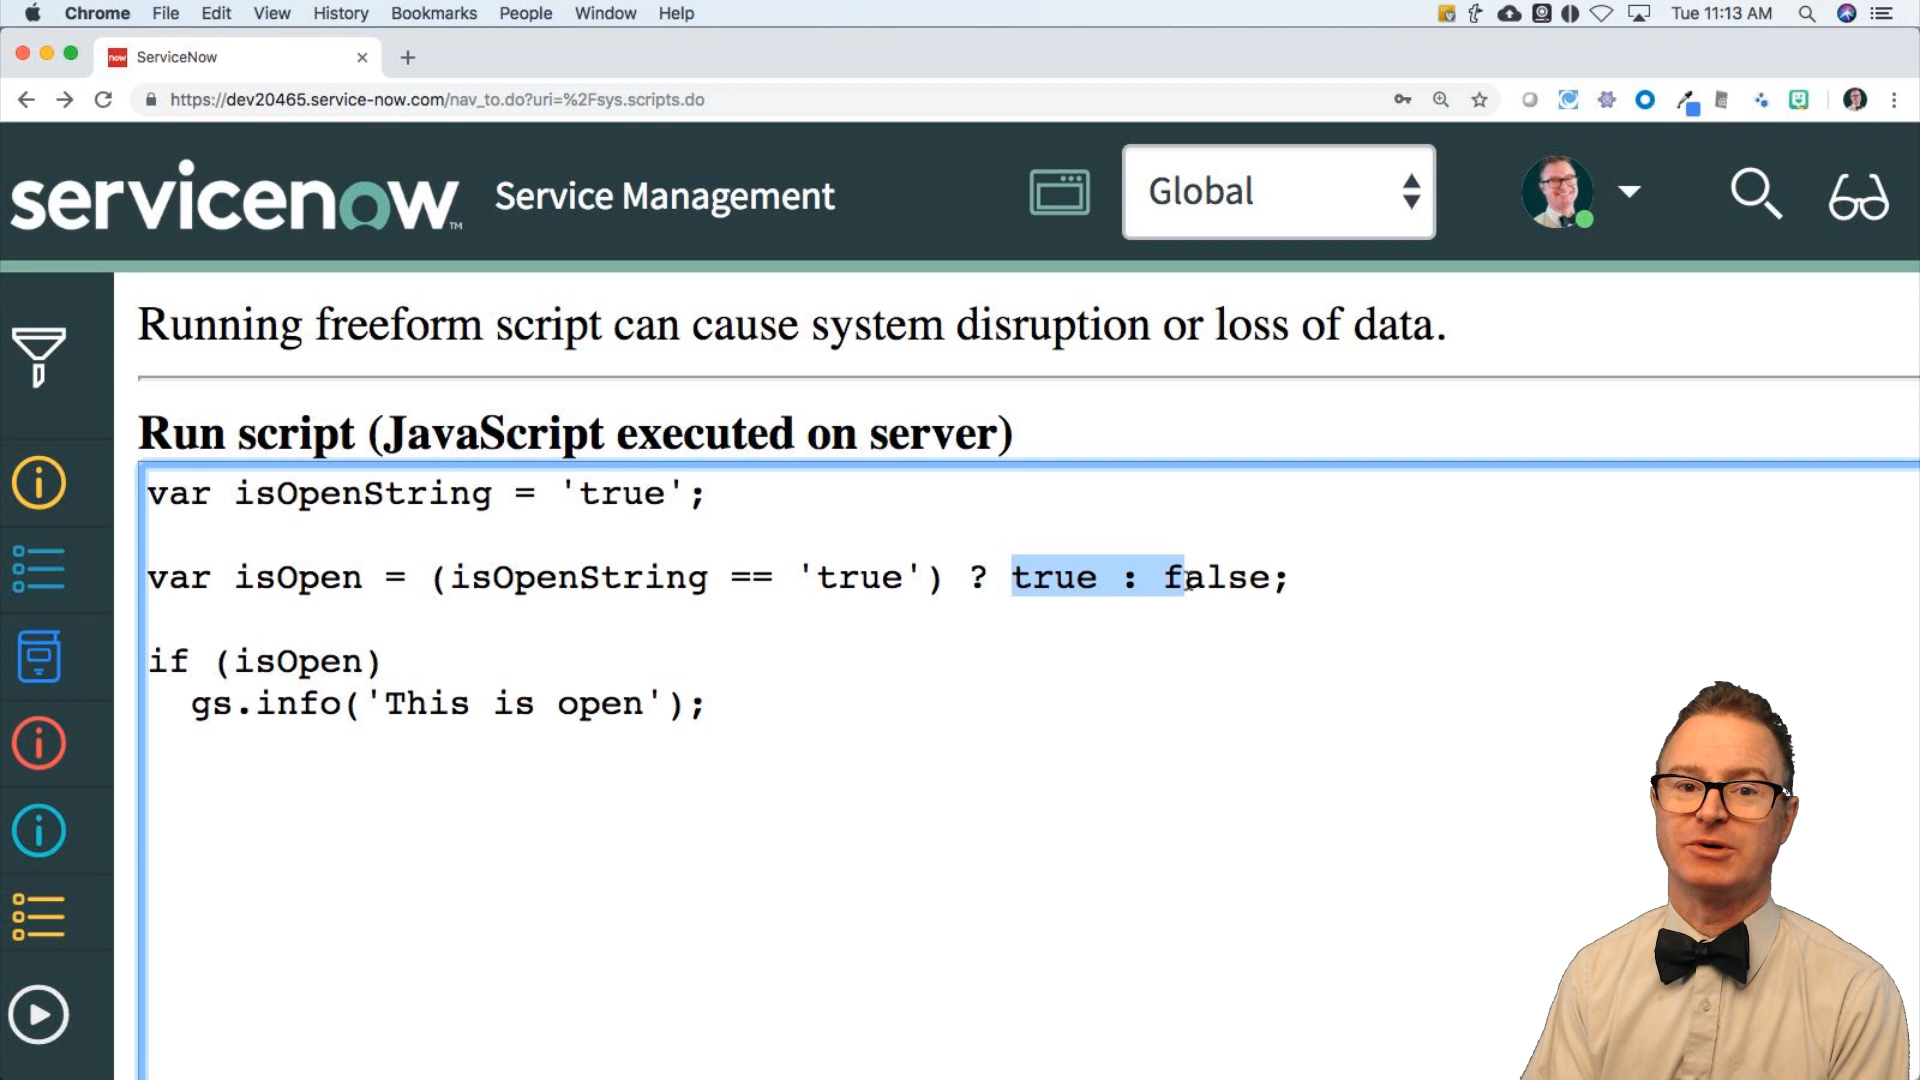 Chrome File Edit View History Bookmarks People Window Help Tue 11:13 AM
now ServiceNow
https://dev20465.service-now.com/nav_to.do?uri=%2Fsys.scripts.do
servicenow™ Service Management Global
Running freeform script can cause system disruption or loss of data.
Run script (JavaScript executed on server)
var isOpenString = 'true';
var isOpen = (isOpenString == 'true') ? true : false;
if (isOpen)
gs.info('This is open');